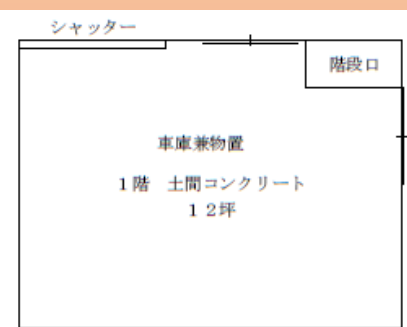 シャッター
階段口
車庫兼物置
１階　土間コンクリート
１２坪